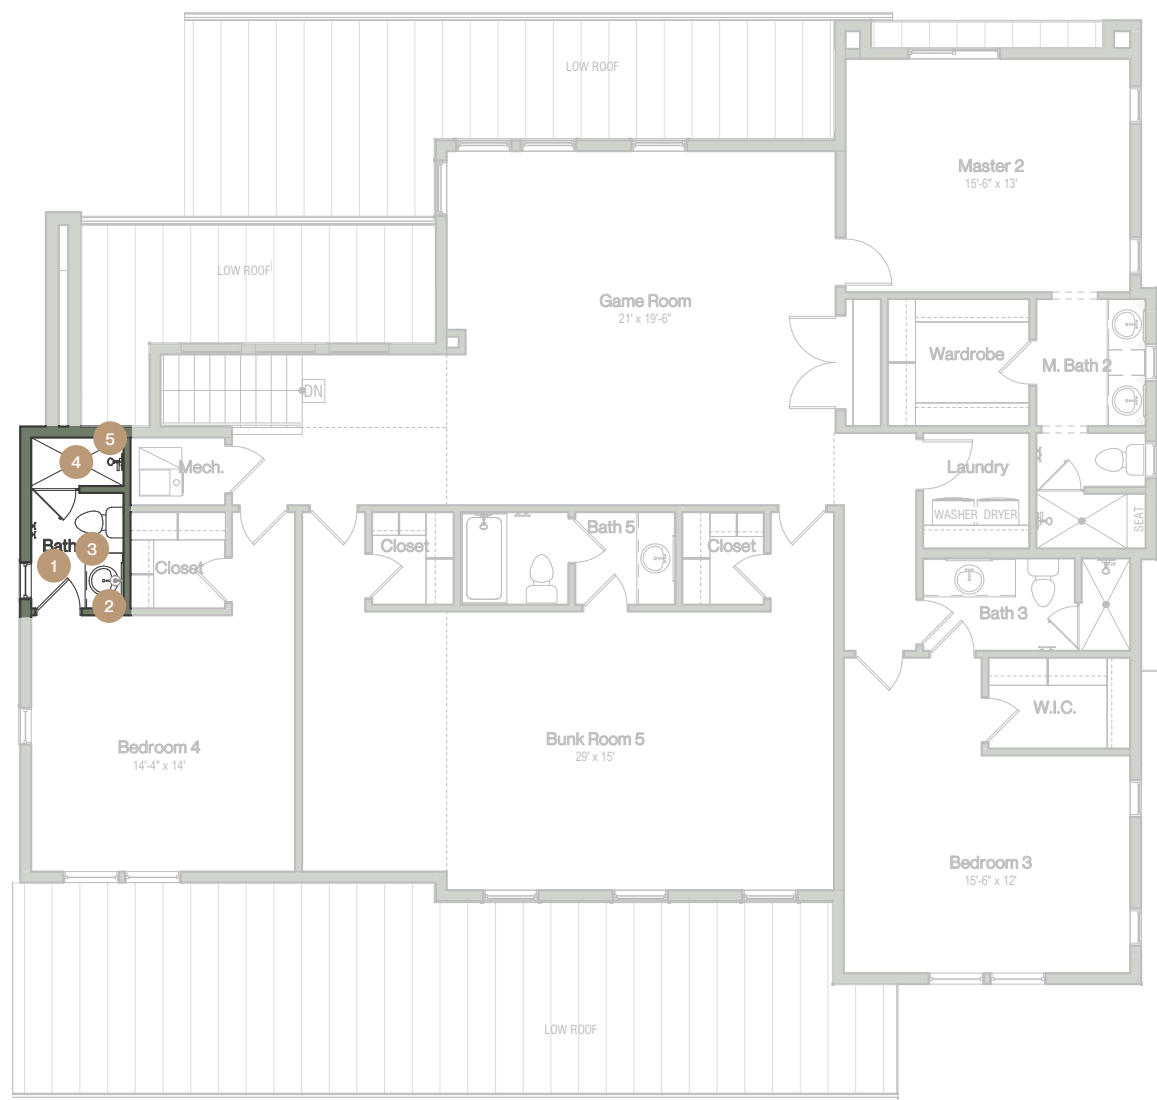 LOW ROOF
Master 2
15'-6" x 13'
LOW ROOF
Game Room
21' x 19'-6"
Wardrobe
M. Bath 2
DN
5
4
Mech.
Laundry
WASHER
DRYER
SEAT
Bath
3
1
2
Closet
Closet
Bath 5
Closet
Bath 3
W.I.C.
Bedroom 4
14'-4" x 14'
Bunk Room 5
29' x 15'
Bedroom 3
15'-6" x 12'
LOW ROOF